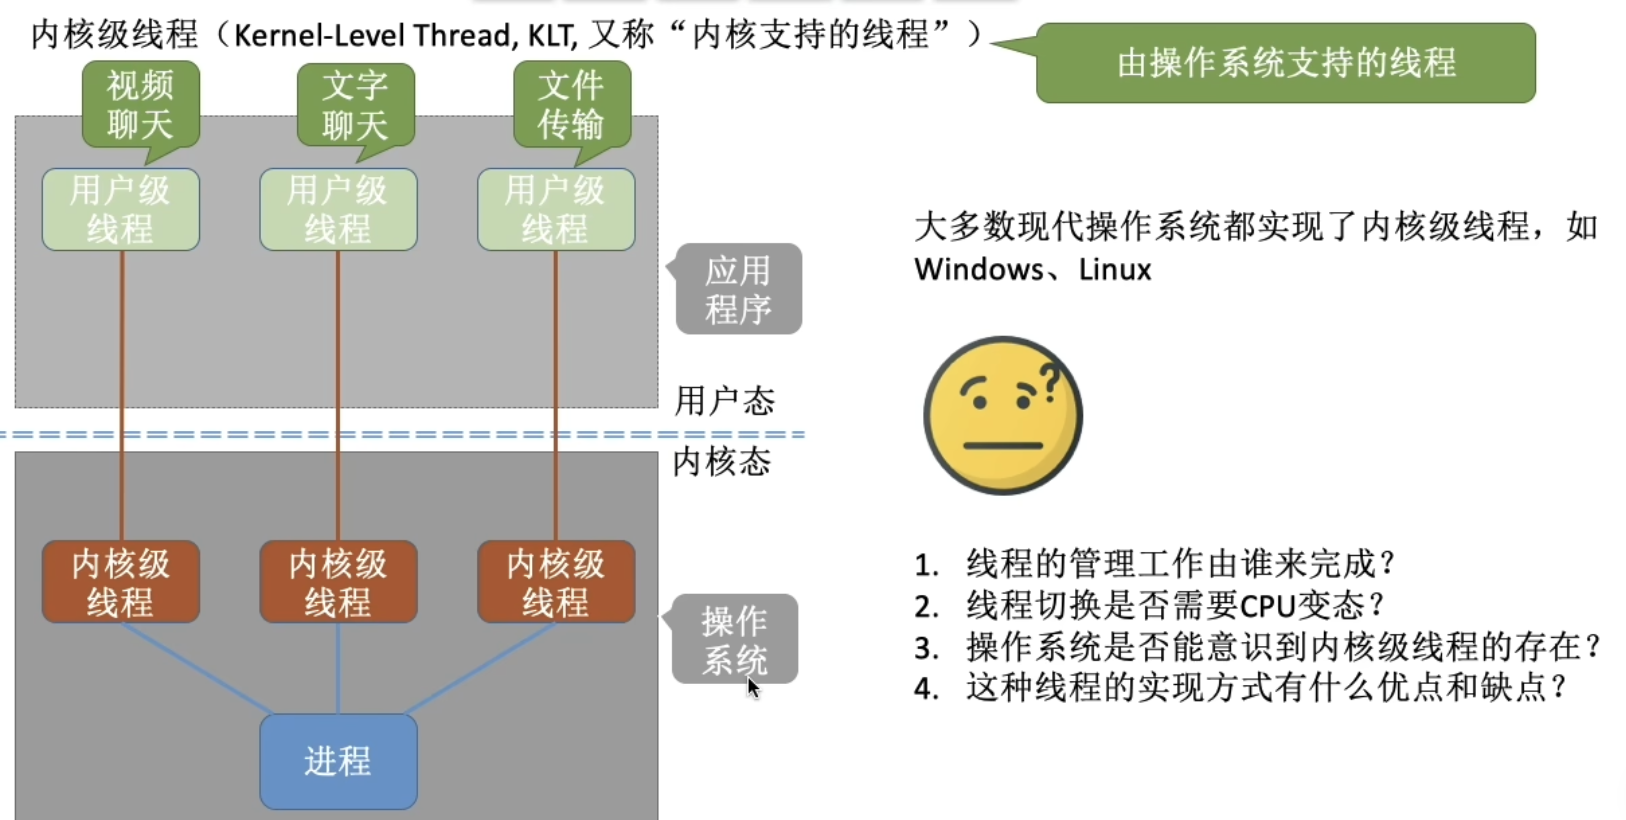 内核级线程（Kernel-Level Thread, KLT, 又称“内核支持的线程”）
由操作系统支持的线程
视频
聊天
文字
聊天
文件
传输
用户级
线程
用户级
线程
用户级
线程
应用
程序
用户态
内核态
内核级
线程
内核级
线程
内核级
线程
操作
系统
进程
大多数现代操作系统都实现了内核级线程，如
Windows、Linux
?
1. 线程的管理工作由谁来完成？
2. 线程切换是否需要CPU变态？
3. 操作系统是否能意识到内核级线程的存在？
4. 这种线程的实现方式有什么优点和缺点？